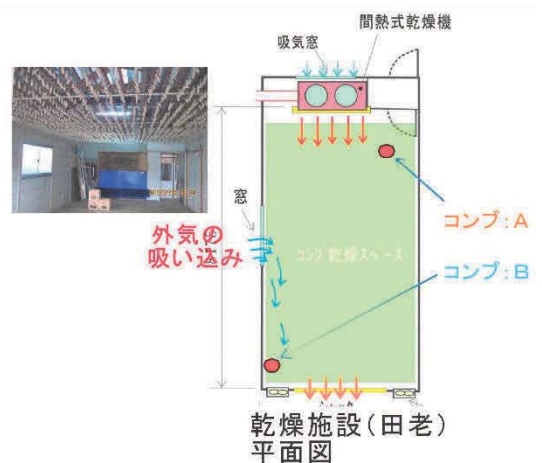 間熱式乾燥機
吸気窓
窓
外気の
吸い込み
コンブ:A
コンブ乾燥スペース
コンブ:B
乾燥施設(田老)
平面図